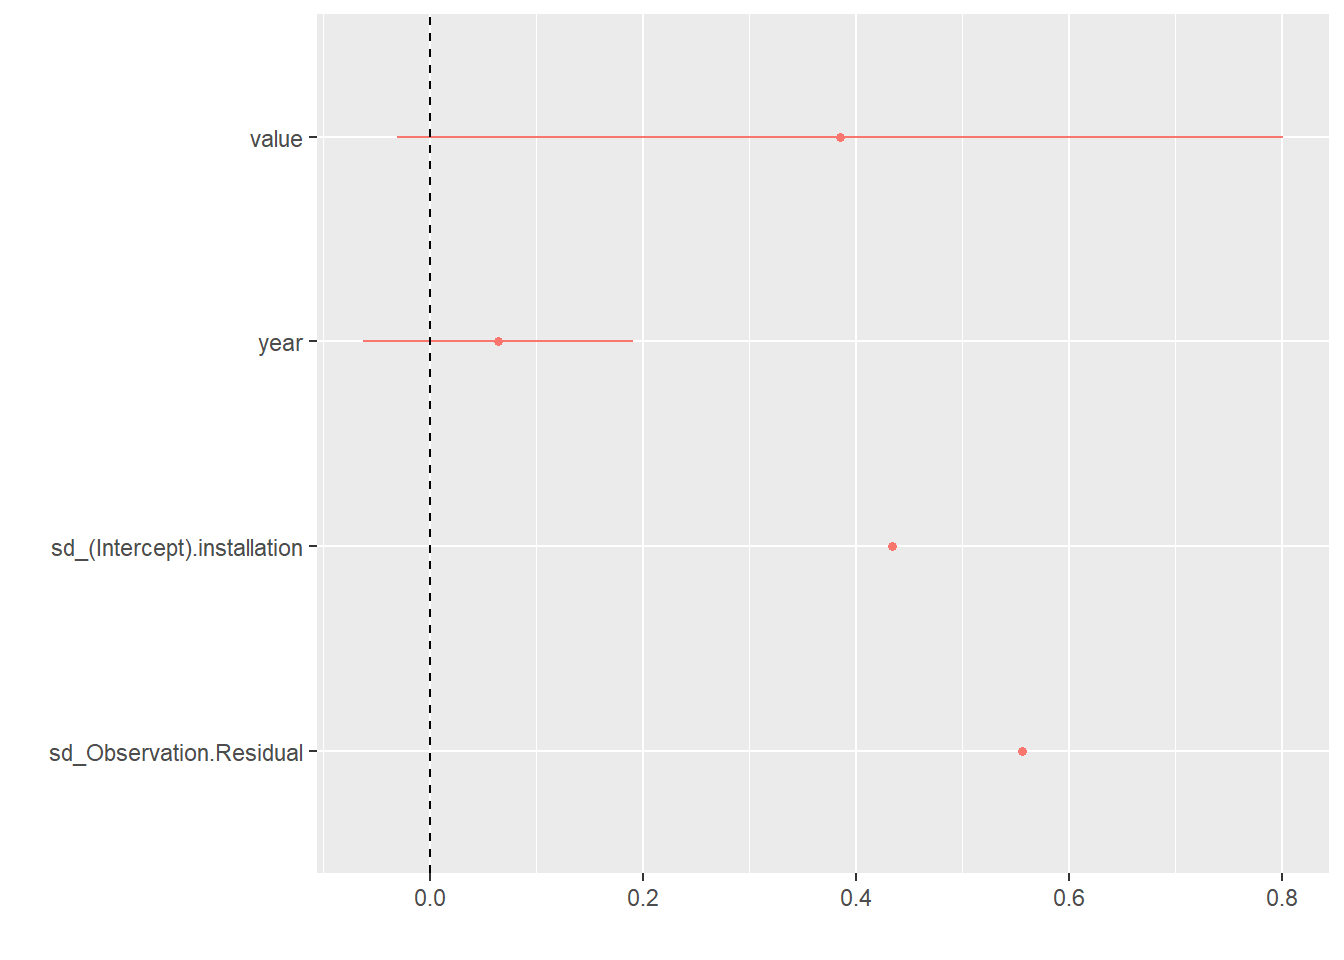 value
year
sd_(Intercept).installation
sd_Observation.Residual
0.0 0.2 0.4 0.6 0.8